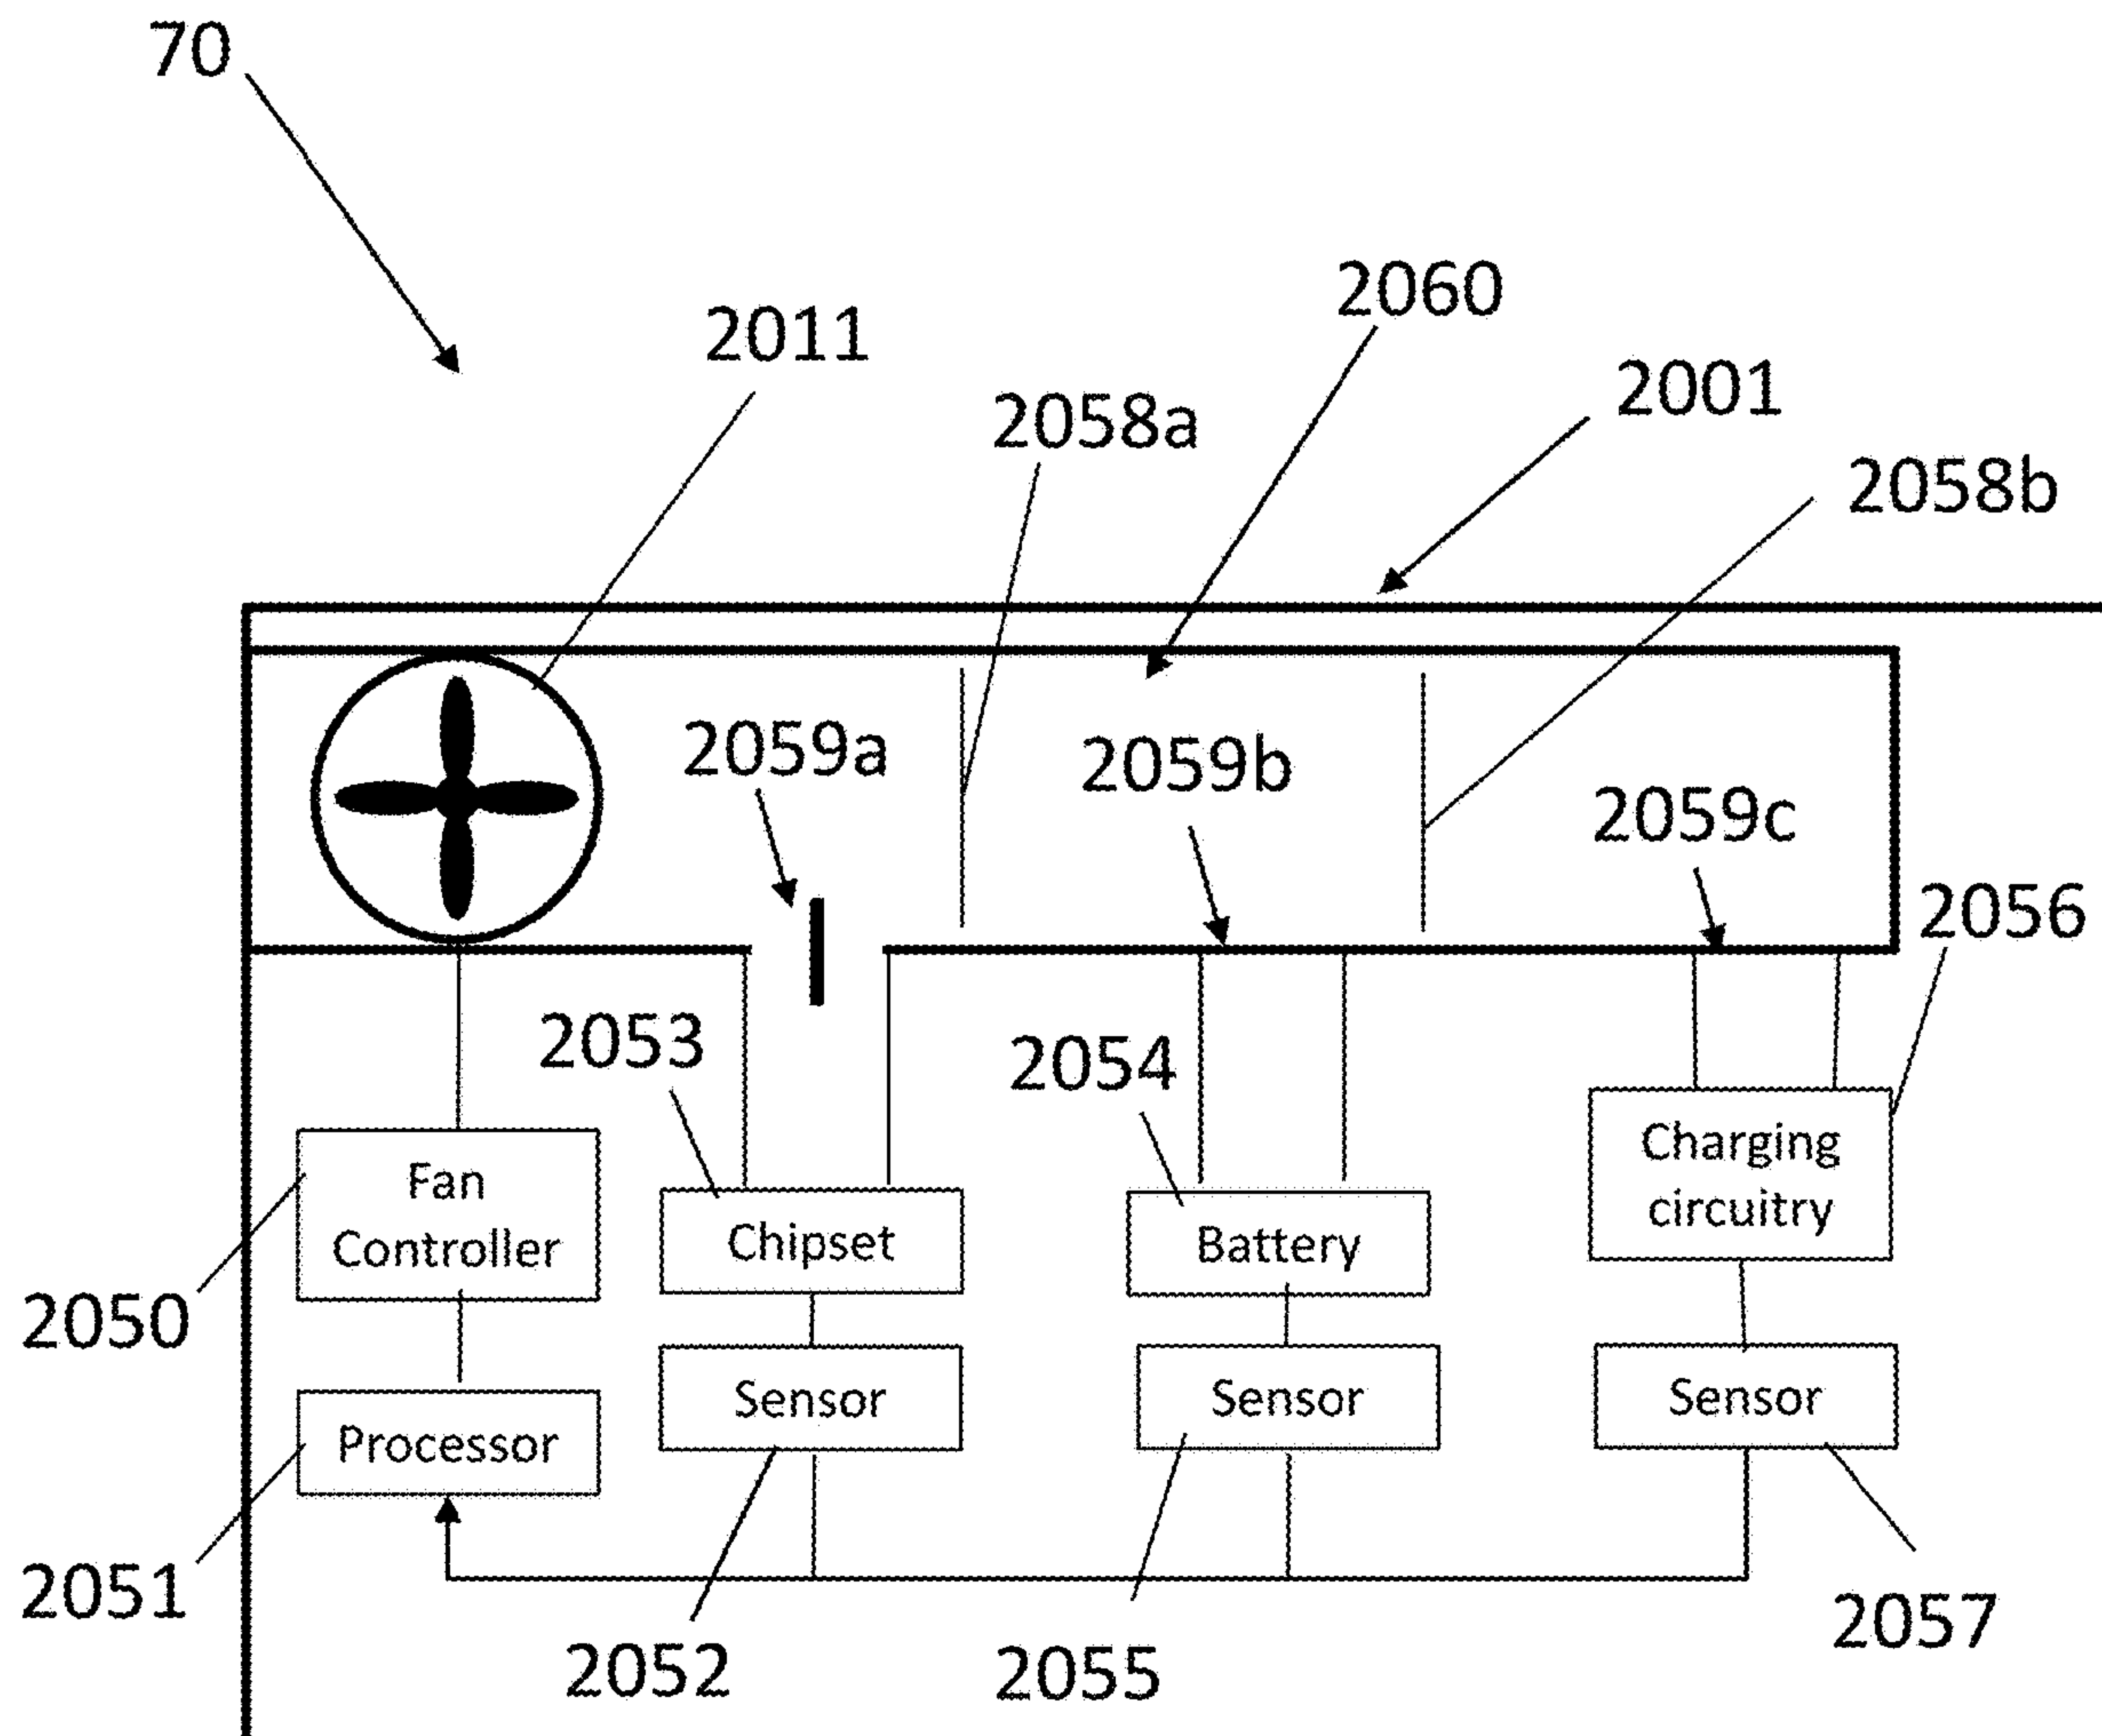 70
2060
2011
2001
2058a
2058b
2059a
2059b
2059c
2056
2053
2054
Charging
circuitry
Fan
Controller
Chipset
Battery
2050
Sensor
Sensor
Sensor
Processor
2051
2057
2052
2055